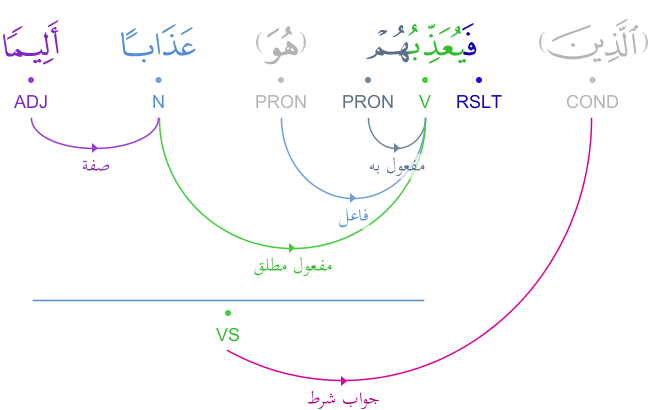 (ٱلَّذِينَ) فَيُعَذِّبُهُمْ (هُوَ) عَذَابًا أَلِيمًا
COND RSLT V PRON PRON N ADJ
صفة مفعول به
فاعل
مفعول مطلق
VS
جواب شرط